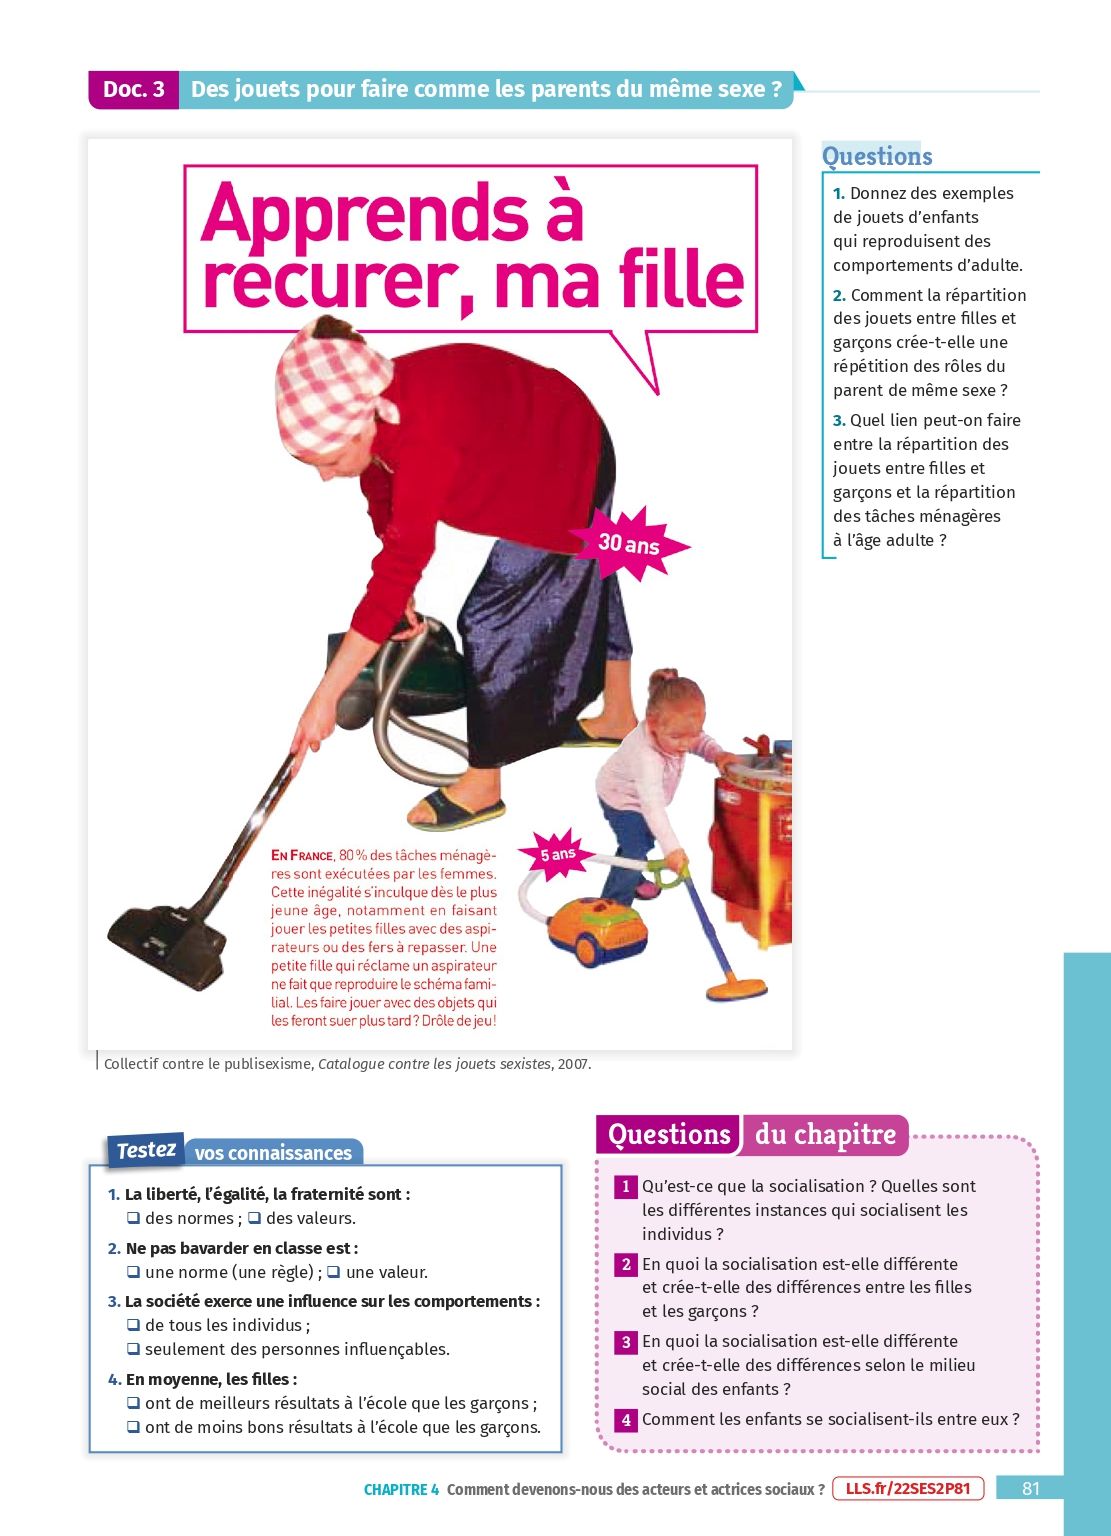 Doc. 3 Des jouets pour faire comme les parents du même sexe ?
Apprends à
récurer, ma fille
30 ans
5 ans
EN FRANCE, 80% des tâches ménagè-
res sont exécutées par les femmes.
Cette inégalité s'inculque dès le plus
jeune âge, notamment en faisant
jouer les petites filles avec des aspi-
rateurs ou des fers à repasser. Une
petite fille qui réclame un aspirateur
ne fait que reproduire le schéma fami-
lial. Les faire jouer avec des objets qui
les feront suer plus tard? Drôle de jeu!
Collectif contre le publisexisme, Catalogue contre les jouets sexistes, 2007.
Questions
1. Donnez des exemples
de jouets d'enfants
qui reproduisent des
comportements d'adulte.
2. Comment la répartition
des jouets entre filles et
garçons crée-t-elle une
répétition des rôles du
parent de même sexe ?
3. Quel lien peut-on faire
entre la répartition des
jouets entre filles et
garçons et la répartition
des tâches ménagères
à l'âge adulte ?
Testez vos connaissances
1. La liberté, l'égalité, la fraternité sont :
❑ des normes ; ❑ des valeurs.
2. Ne pas bavarder en classe est :
❑ une norme (une règle) ; ❑ une valeur.
3. La société exerce une influence sur les comportements :
❑ de tous les individus ;
❑ seulement des personnes influençables.
4. En moyenne, les filles :
❑ ont de meilleurs résultats à l'école que les garçons ;
❑ ont de moins bons résultats à l'école que les garçons.
Questions du chapitre
1 Qu'est-ce que la socialisation ? Quelles sont
les différentes instances qui socialisent les
individus ?
2 En quoi la socialisation est-elle différente
et crée-t-elle des différences entre les filles
et les garçons ?
3 En quoi la socialisation est-elle différente
et crée-t-elle des différences selon le milieu
social des enfants ?
4 Comment les enfants se socialisent-ils entre eux ?
CHAPITRE 4 Comment devenons-nous des acteurs et actrices sociaux ? LLS.fr/22SES2P81 81